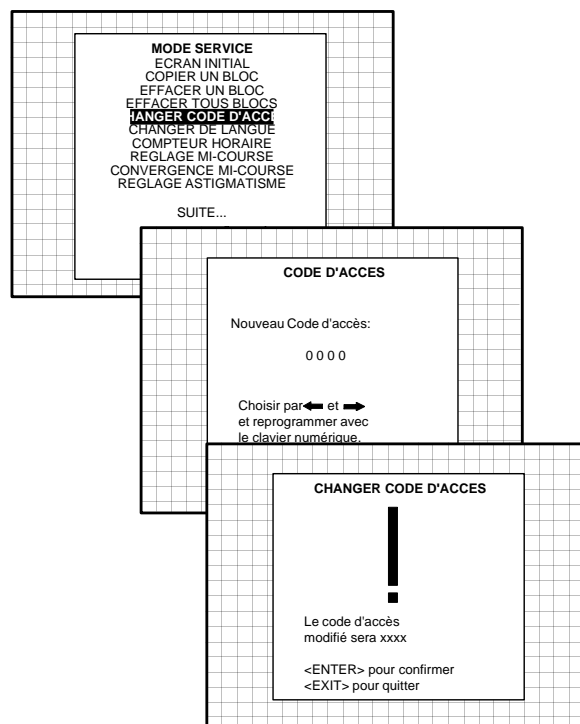 MODE SERVICE
ECRAN INITIAL
COPIER UN BLOC
EFFACER UN BLOC
EFFACER TOUS BLOCS
HANGER CODE D'ACCE
CHANGER DE LANGUE
COMPTEUR HORAIRE
REGLAGE MI-COURSE
CONVERGENCE MI-COURSE
REGLAGE ASTIGMATISME
SUITE...
CODE D'ACCES
Nouveau Code d'accès:
0 0 0 0
Choisir par et
et reprogrammer avec
le clavier numérique.
CHANGER CODE D'ACCES
!
Le code d'accès
modifié sera xxxx
<ENTER> pour confirmer
<EXIT> pour quitter